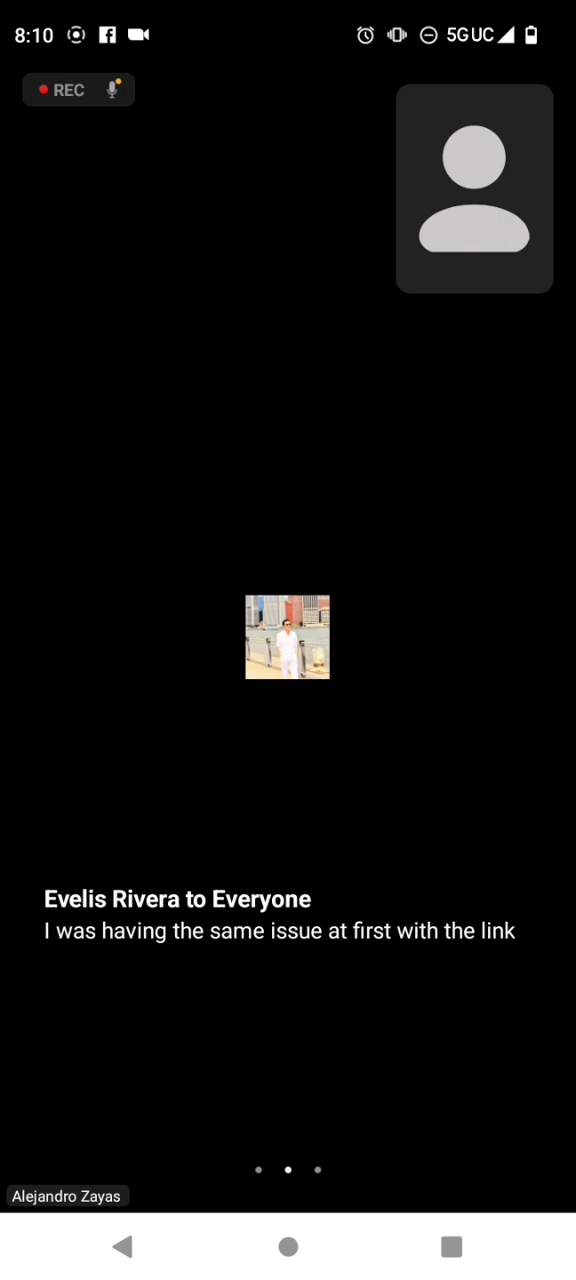 8:10 5G UC
REC
Evelis Rivera to Everyone
I was having the same issue at first with the link
Alejandro Zayas